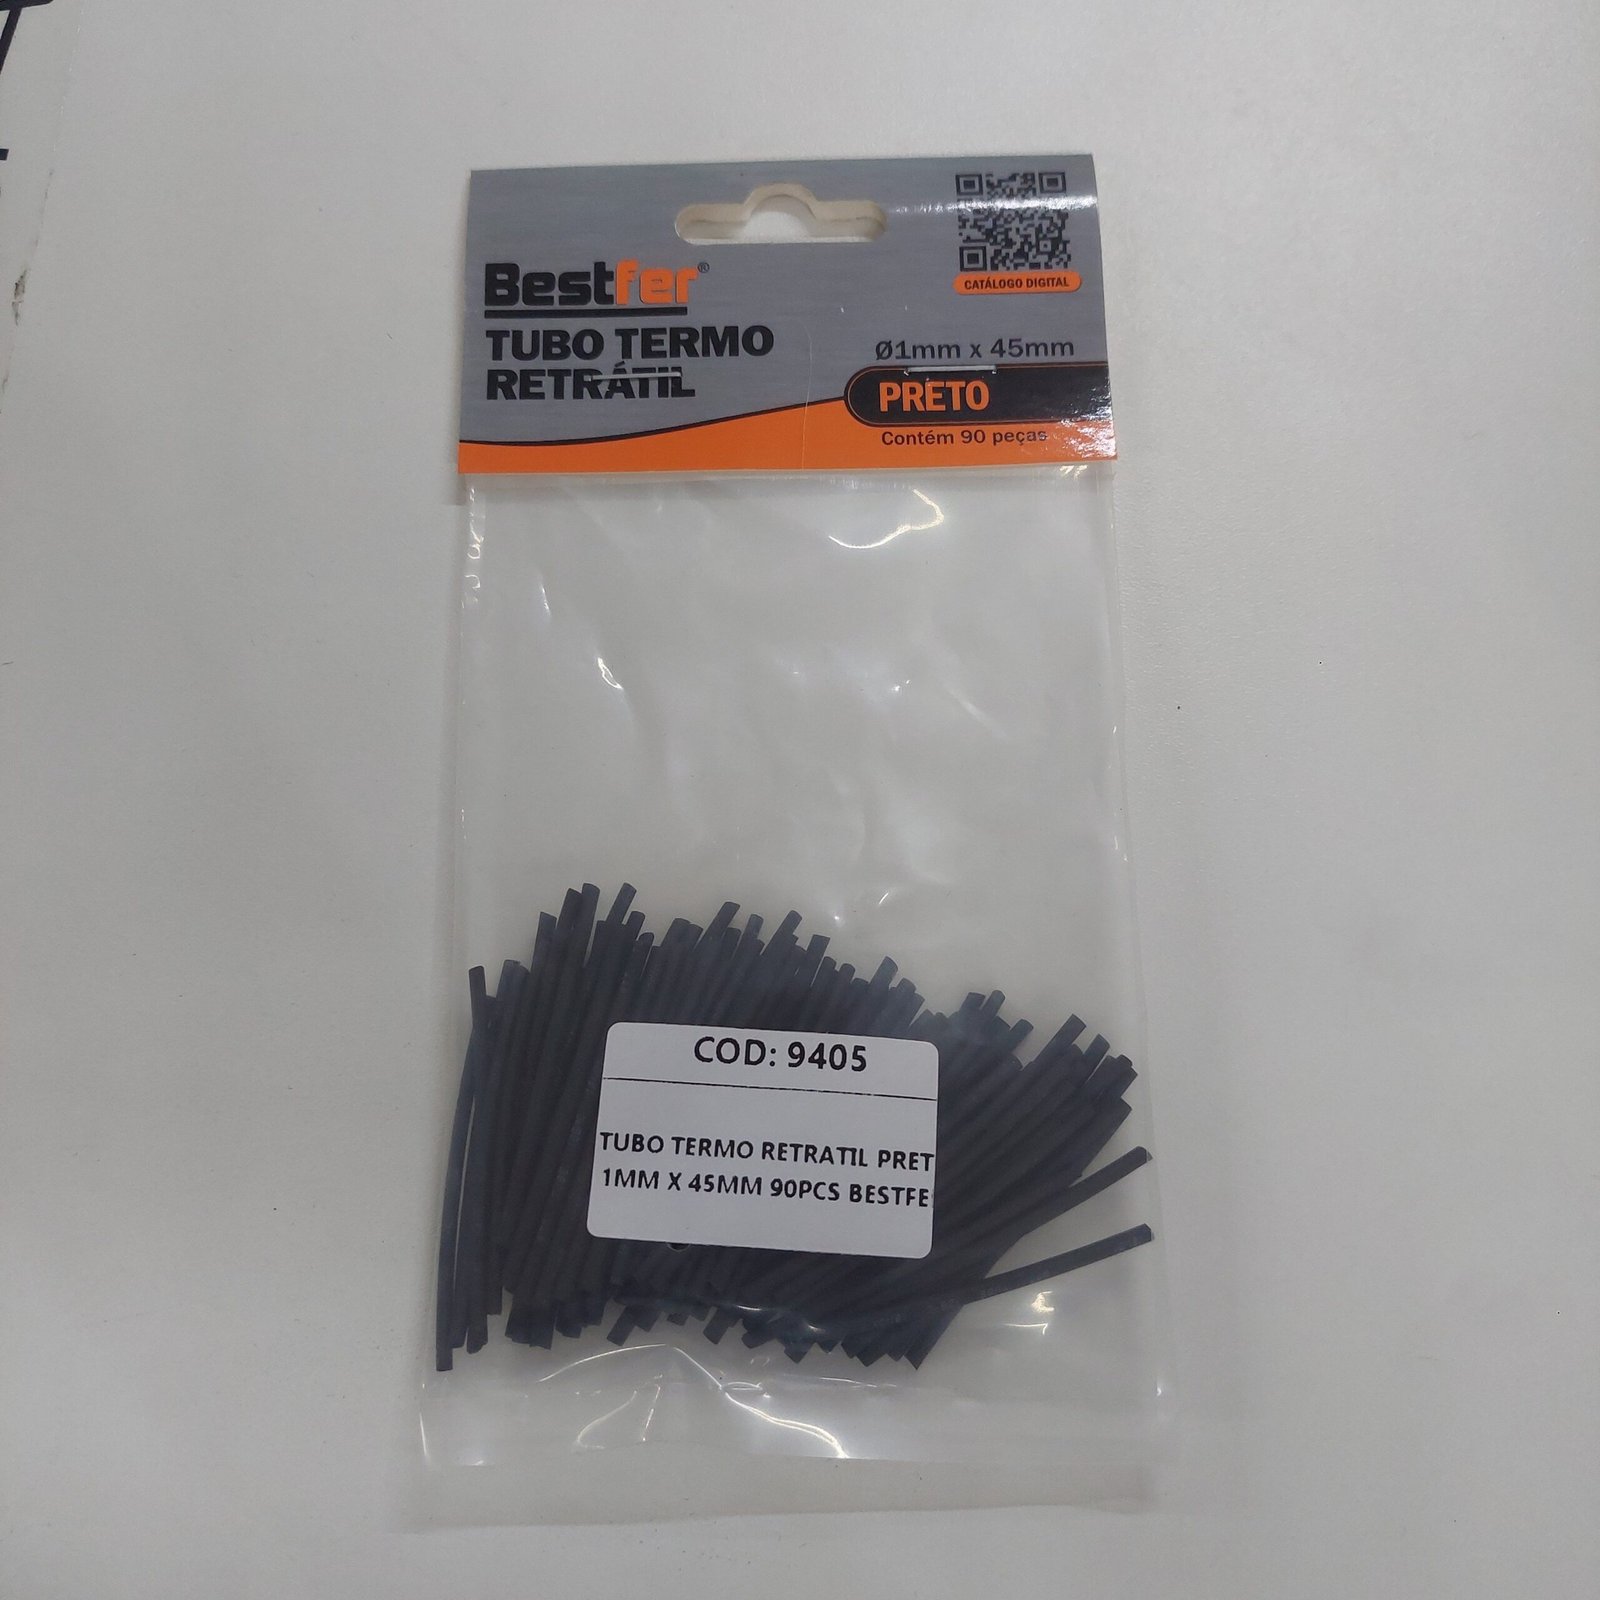 CATÁLOGO DIGITAL
Bestfer®
TUBO TERMO
RETRÁTIL
Ø1mm x 45mm
PRETO
Contém 90 peças
COD: 9405
TUBO TERMO RETRATIL PRET
1MM X 45MM 90PCS BESTFE